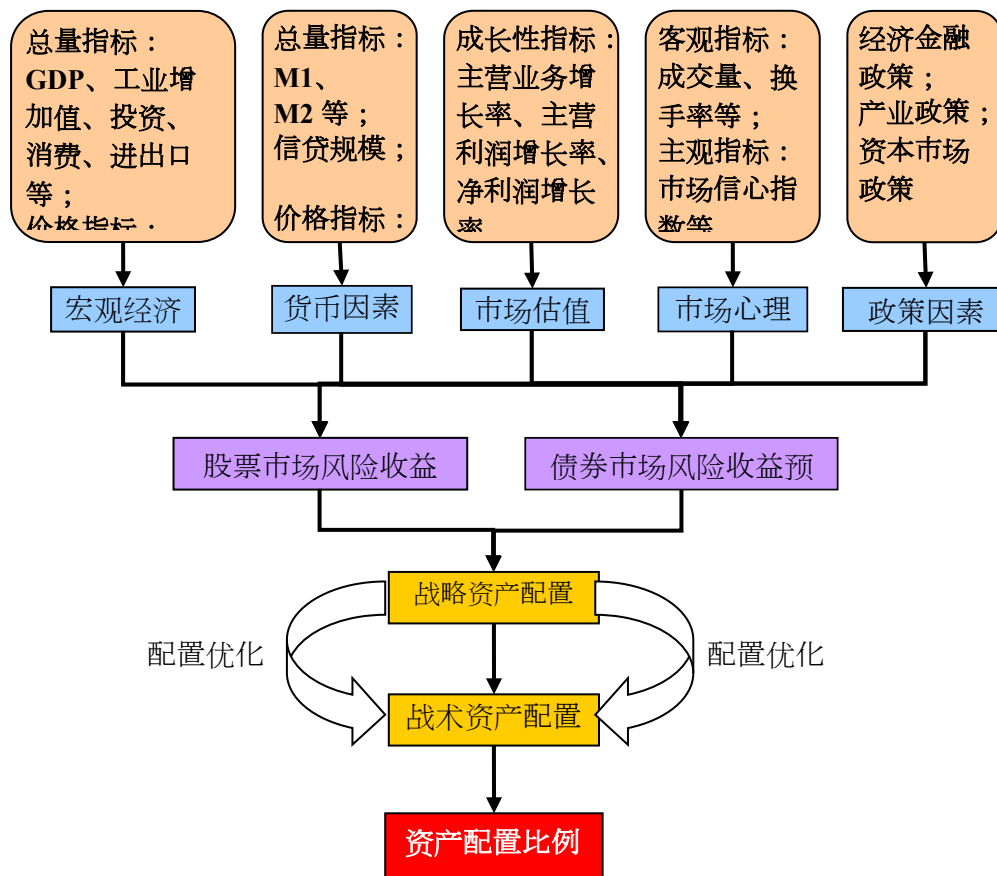 总量指标：
GDP、工业增
加值、投资、
消费、进出口
等；
价格指标：
总量指标：
M1、
M2 等；
信贷规模；
价格指标：
成长性指标：
主营业务增
长率、主营
利润增长率、
净利润增长
率
客观指标：
成交量、换
手率等；
主观指标：
市场信心指
数等
经济金融
政策；
产业政策；
资本市场
政策
宏观经济
货币因素
市场估值
市场心理
政策因素
股票市场风险收益
债券市场风险收益预
战略资产配置
配置优化
配置优化
战术资产配置
资产配置比例